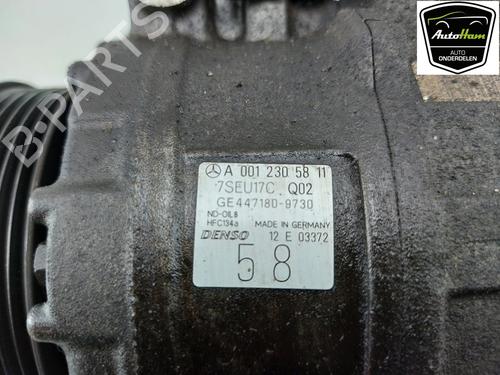 AutoHam
AUTO
ONDERDELEN
B-PARTS
A 001 230 58 11
7SEU17C Q02
GE447180-9730
ND-OIL8
HFC134a MADE IN GERMANY
DENSO 12 E 03372
58